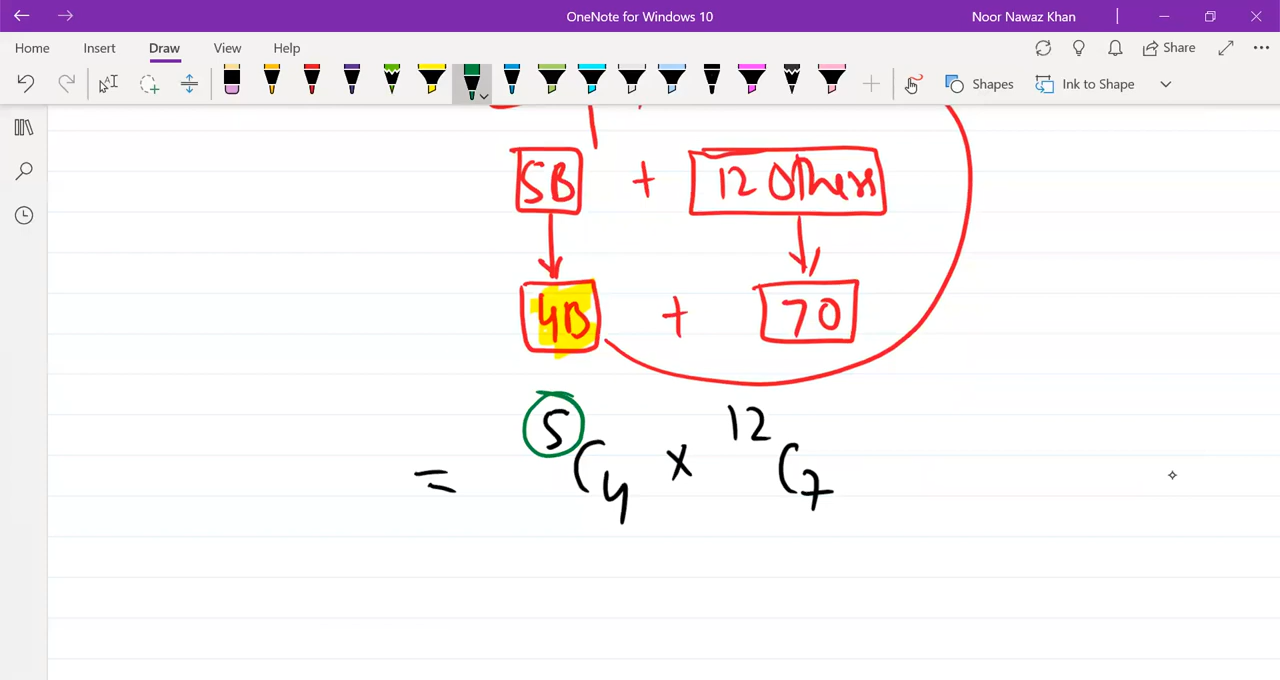 OneNote for Windows 10 Noor Nawaz Khan
Home Insert Draw View Help Share
Shapes Ink to Shape
5B + 12 Others
4B + 70
= 5C4 × 12C7